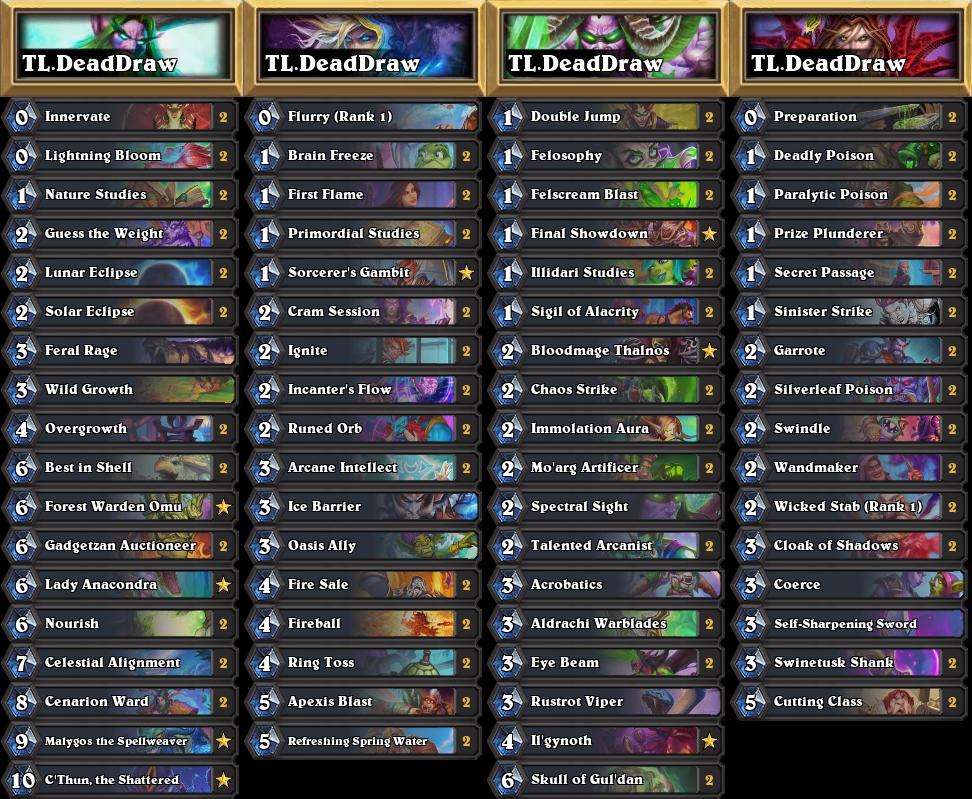 TL.DeadDraw
0 Innervate 2
0 Lightning Bloom 2
1 Nature Studies 2
2 Guess the Weight 2
2 Lunar Eclipse 2
2 Solar Eclipse 2
3 Feral Rage
3 Wild Growth
4 Overgrowth 2
6 Best in Shell 2
6 Forest Warden Omu
6 Gadgetzan Auctioneer 2
6 Lady Anacondra
6 Nourish 2
7 Celestial Alignment 2
8 Cenarion Ward 2
9 Malygos the Spellweaver
10 C'Thun, the Shattered
TL.DeadDraw
0 Flurry (Rank 1)
1 Brain Freeze 2
1 First Flame 2
1 Primordial Studies 2
1 Sorcerer's Gambit
2 Cram Session 2
2 Ignite 2
2 Incanter's Flow 2
2 Runed Orb 2
3 Arcane Intellect 2
3 Ice Barrier
3 Oasis Ally
4 Fire Sale 2
4 Fireball 2
4 Ring Toss 2
5 Apexis Blast 2
5 Refreshing Spring Water 2
TL.DeadDraw
1 Double Jump 2
1 Felosophy 2
1 Felscream Blast 2
1 Final Showdown
1 Illidari Studies 2
1 Sigil of Alacrity 2
2 Bloodmage Thalnos
2 Chaos Strike 2
2 Immolation Aura 2
2 Mo'arg Artificer 2
2 Spectral Sight
2 Talented Arcanist 2
3 Acrobatics
3 Aldrachi Warblades 2
3 Eye Beam 2
3 Rustrot Viper
4 Il'gynoth
6 Skull of Gul'dan 2
TL.DeadDraw
0 Preparation 2
1 Deadly Poison 2
1 Paralytic Poison 2
1 Prize Plunderer 2
1 Secret Passage 2
1 Sinister Strike 2
2 Garrote 2
2 Silverleaf Poison 2
2 Swindle 2
2 Wandmaker 2
2 Wicked Stab (Rank 1) 2
3 Cloak of Shadows 2
3 Coerce
3 Self-Sharpening Sword
3 Swinetusk Shank 2
5 Cutting Class 2